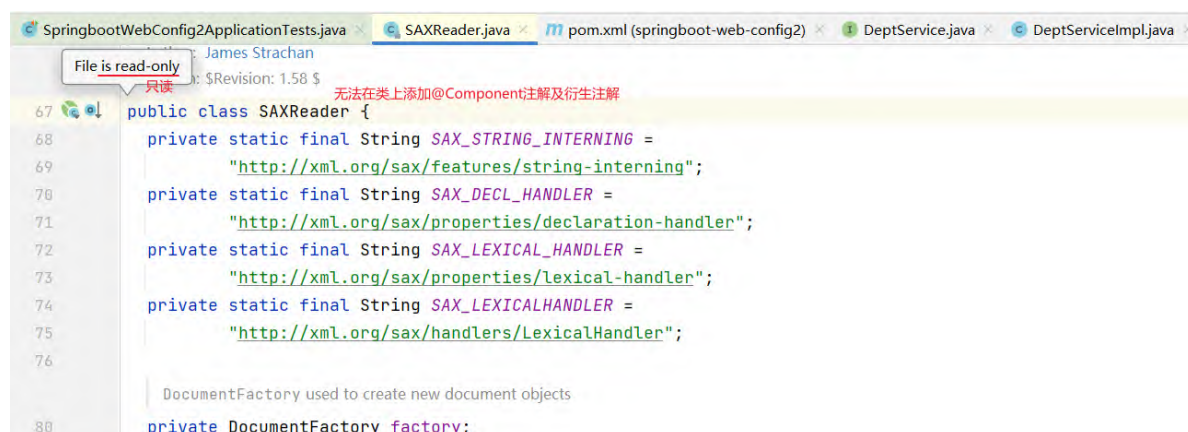 SpringbootWebConfig2ApplicationTests.java × SAXReader.java × pom.xml (springboot-web-config2) × DeptService.java × DeptServiceImpl.java
James Strachan
File is read-only
: $Revision: 1.58 $
只读
无法在类上添加@Component注解及衍生注解
67 public class SAXReader {
68 private static final String SAX_STRING_INTERNING =
69 "http://xml.org/sax/features/string-interning";
70 private static final String SAX_DECL_HANDLER =
71 "http://xml.org/sax/properties/declaration-handler";
72 private static final String SAX_LEXICAL_HANDLER =
73 "http://xml.org/sax/properties/lexical-handler";
74 private static final String SAX_LEXICALHANDLER =
75 "http://xml.org/sax/handlers/LexicalHandler";
76
DocumentFactory used to create new document objects
80 private DocumentFactory factory;